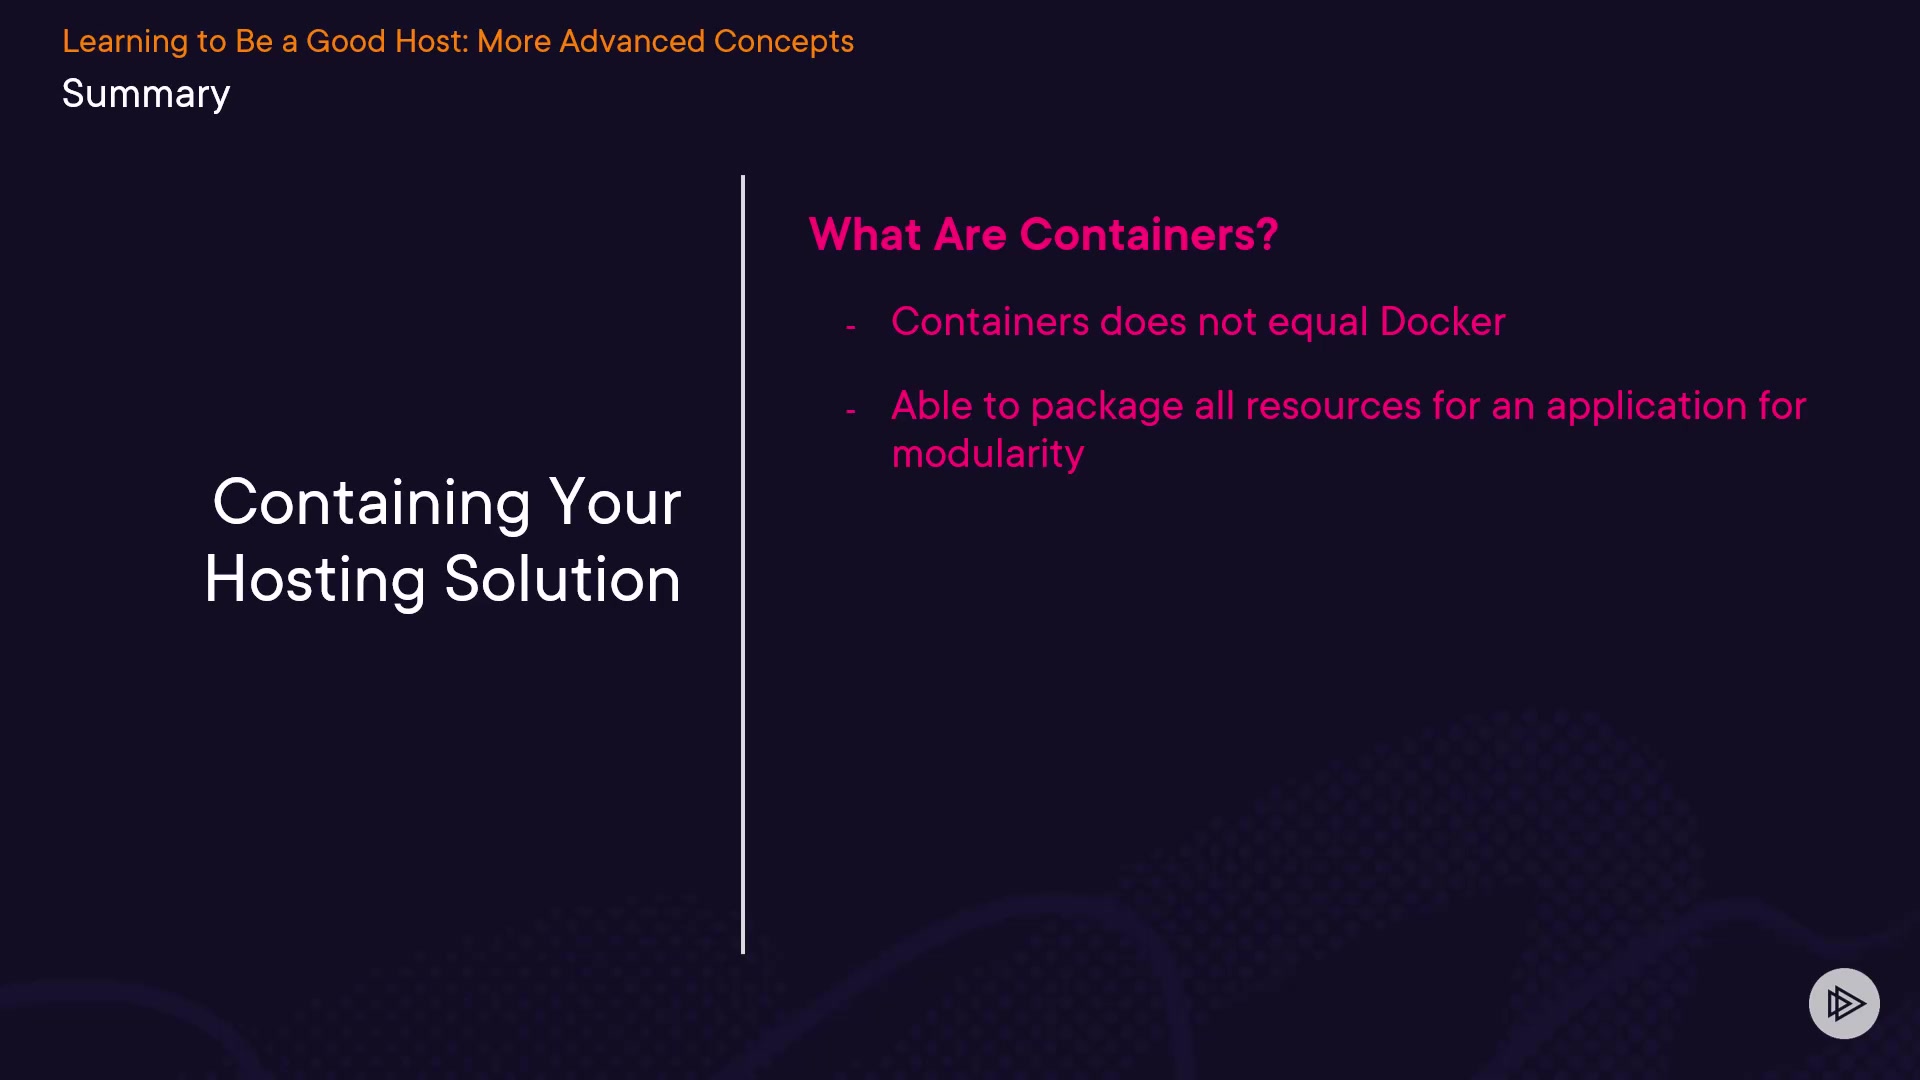 Learning to Be a Good Host: More Advanced Concepts
Summary
Containing Your
Hosting Solution
What Are Containers?
- Containers does not equal Docker
- Able to package all resources for an application for
modularity